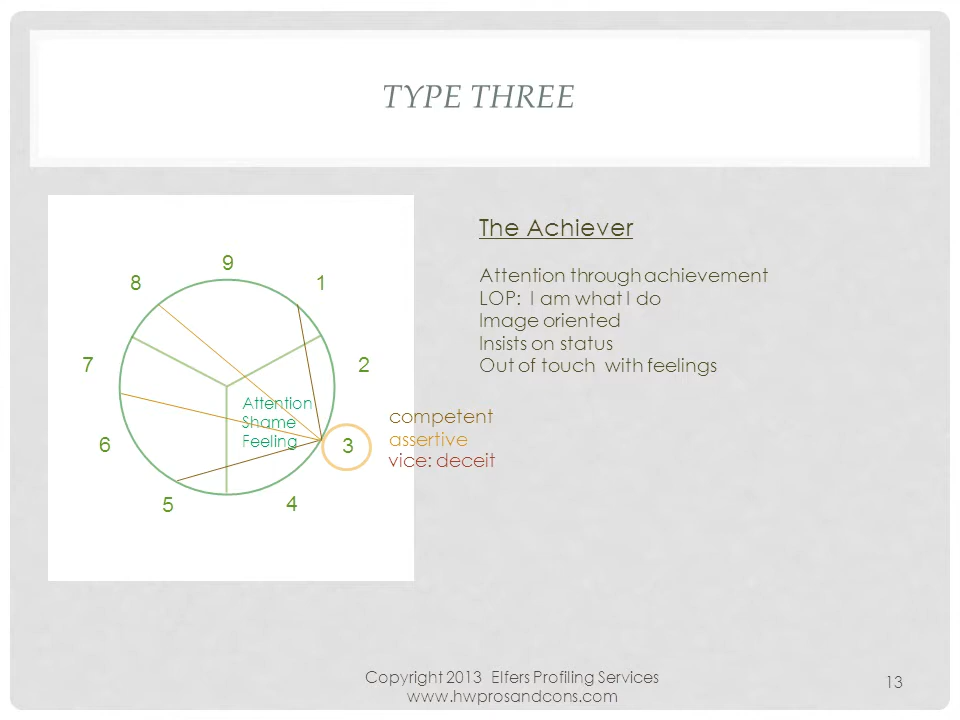 TYPE THREE
9
8
1
7
2
Attention
Shame
Feeling
6
3
5
4
competent
assertive
vice: deceit
The Achiever
Attention through achievement
LOP: I am what I do
Image oriented
Insists on status
Out of touch with feelings
Copyright 2013 Elfers Profiling Services
www.hwprosandcons.com
13